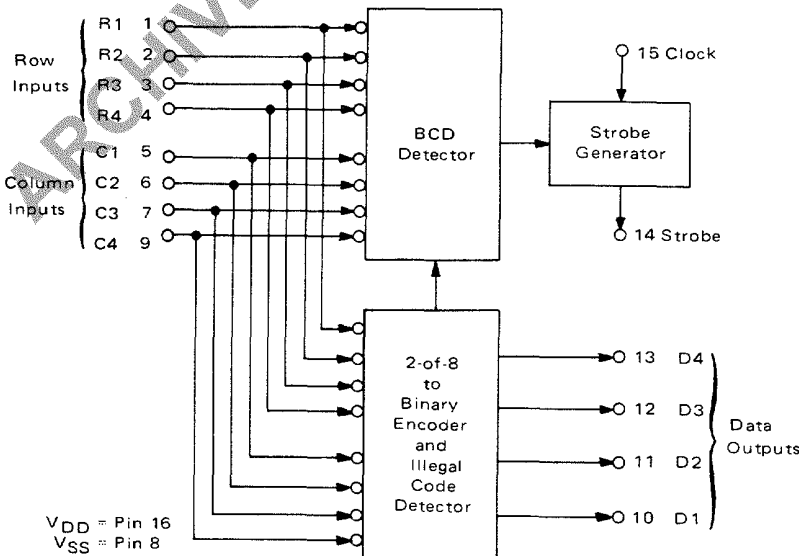 ARCHIVE
Row
Inputs
R1 1
R2 2
R3 3
R4 4
Column
Inputs
C1 5
C2 6
C3 7
C4 9
BCD
Detector
15 Clock
Strobe
Generator
14 Strobe
2-of-8
to
Binary
Encoder
and
Illegal
Code
Detector
13 D4
12 D3
11 D2
10 D1
Data
Outputs
VDD = Pin 16
VSS = Pin 8